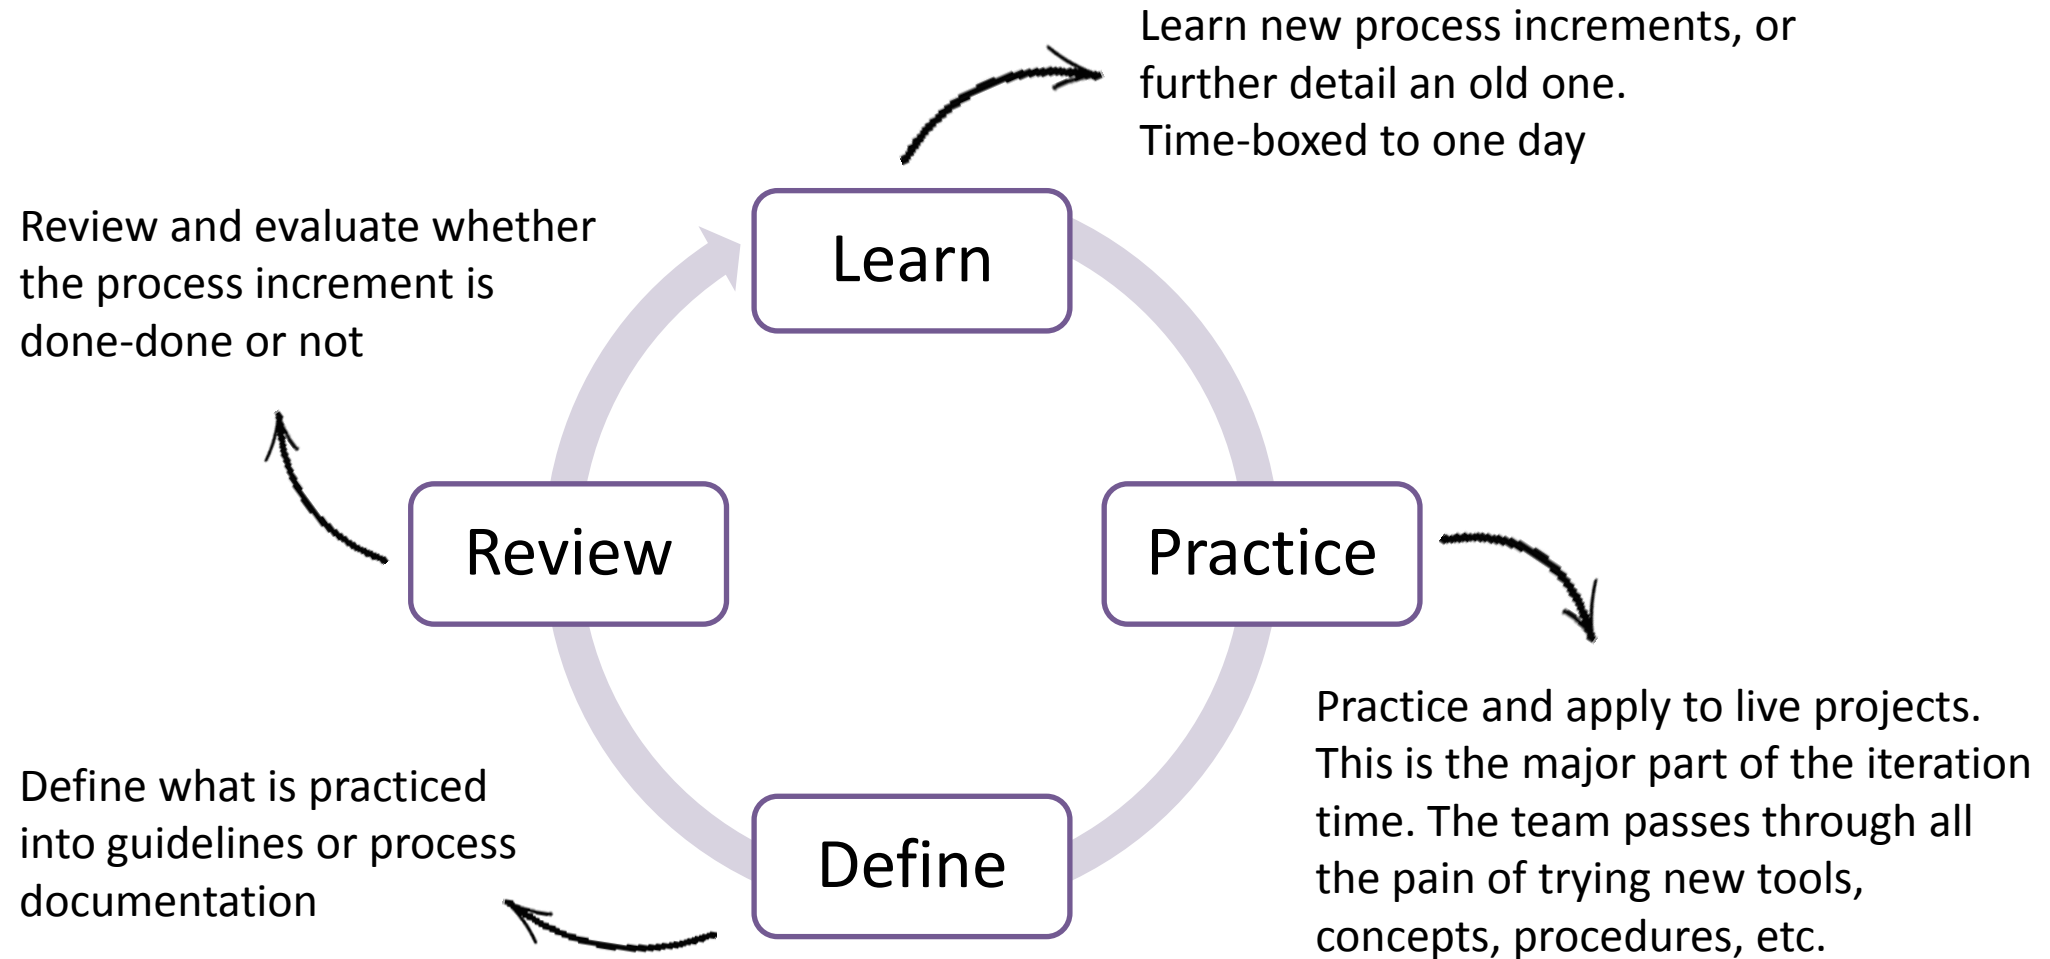 Learn new process increments, or
further detail an old one.
Time-boxed to one day
Learn
Review and evaluate whether
the process increment is
done-done or not
Review
Practice
Practice and apply to live projects.
This is the major part of the iteration
time. The team passes through all
the pain of trying new tools,
concepts, procedures, etc.
Define what is practiced
into guidelines or process
documentation
Define